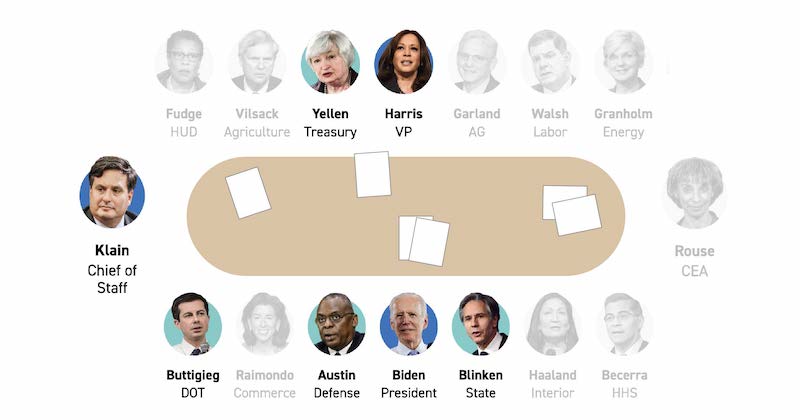 Fudge
HUD
Vilsack
Agriculture
Yellen
Treasury
Harris
VP
Garland
AG
Walsh
Labor
Granholm
Energy
Klain
Chief of
Staff
Rouse
CEA
Buttigieg
DOT
Raimondo
Commerce
Austin
Defense
Biden
President
Blinken
State
Haaland
Interior
Becerra
HHS